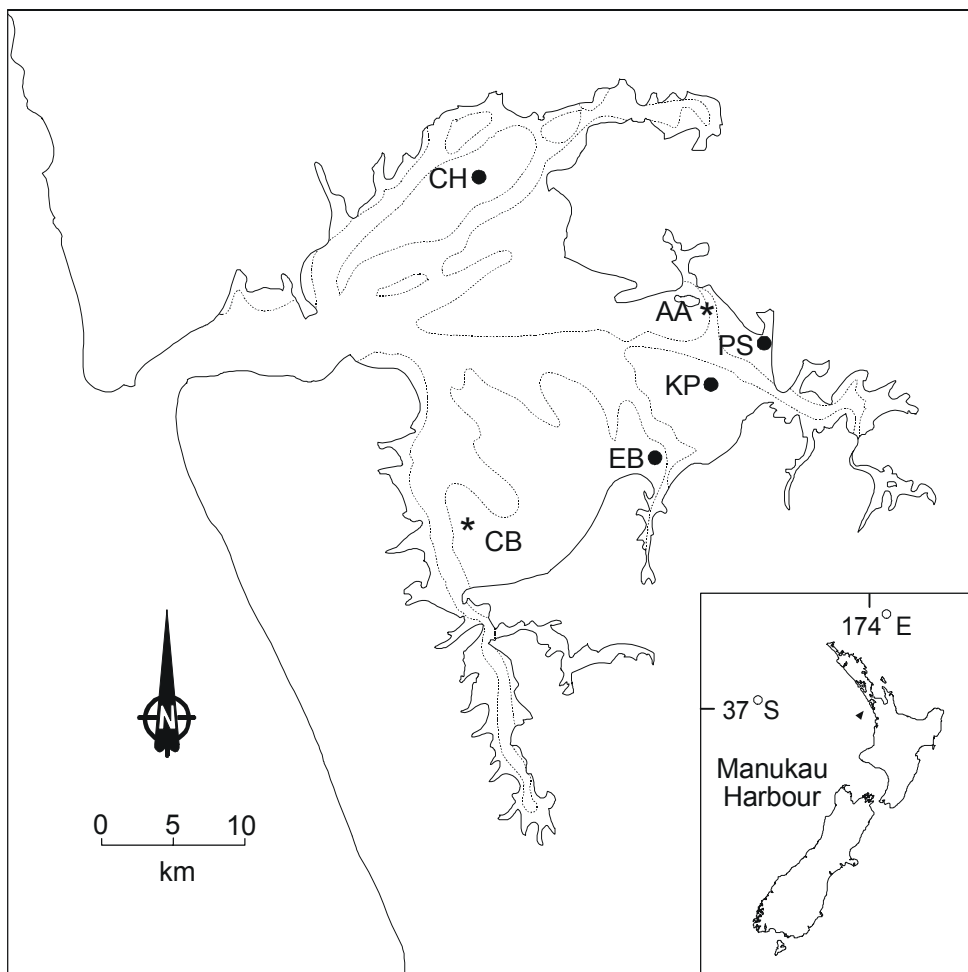 CH
AA *
PS
KP
EB
* CB
N
0 5 10
km
174°E
37°S
Manukau
Harbour